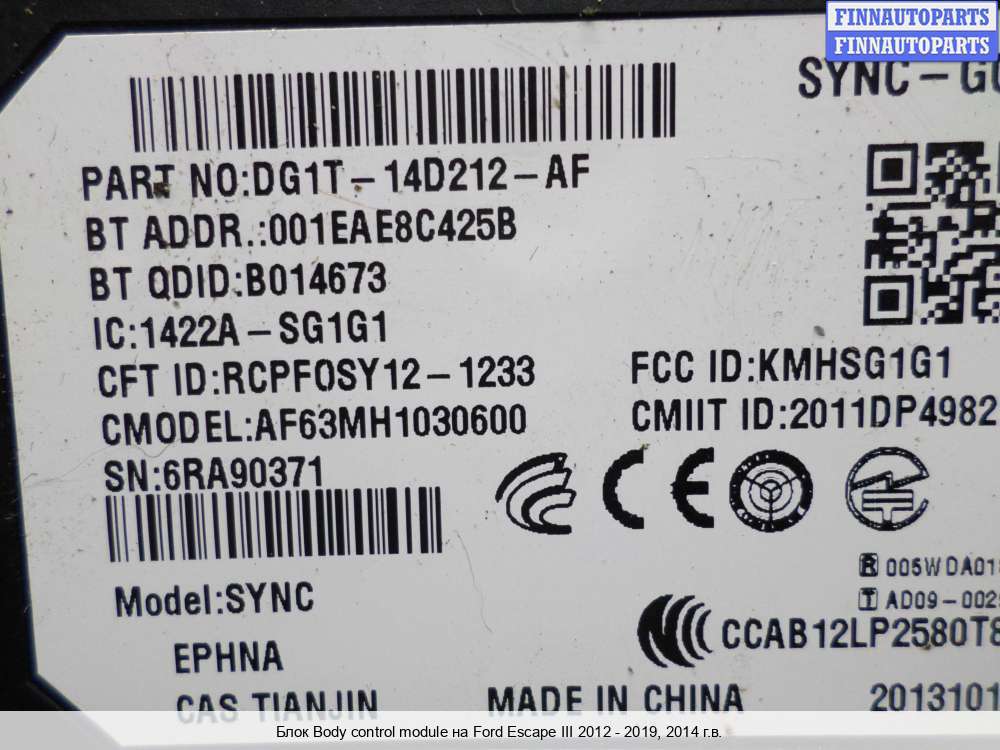 FINNAUTOPARTS
FINNAUTOPARTS
SYNC-G
PART NO:DG1T-14D212-AF
BT ADDR.:001EAE8C425B
BT QDID:B014673
IC:1422A-SG1G1
CFT ID:RCPFOSY12-1233
FCC ID:KMHSG1G1
CMODEL:AF63MH1030600
CMIIT ID:2011DP4982
SN:6RA90371
CE
R 005WDA01
T AD09-002
Model:SYNC
CCAB12LP2580T8
EPHNA
CAS TIANJIN
MADE IN CHINA
2013101
Блок Body control module на Ford Escape III 2012 - 2019, 2014 г.в.